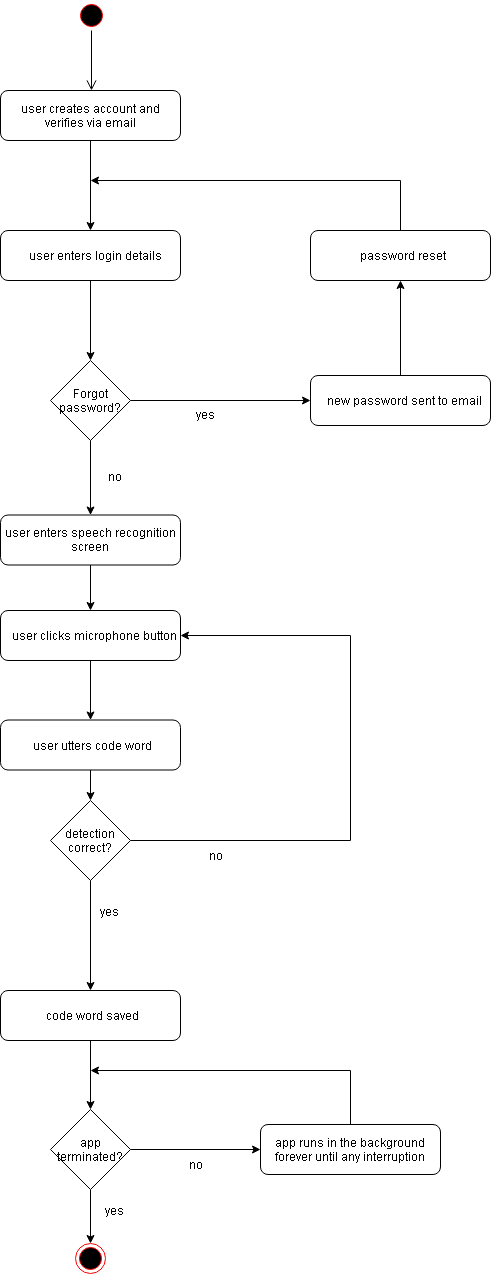 user creates account and
verifies via email
user enters login details
password reset
Forgot
password?
yes
new password sent to email
no
user enters speech recognition
screen
user clicks microphone button
user utters code word
detection
correct?
no
yes
code word saved
app
terminated?
no
app runs in the background
forever until any interruption
yes